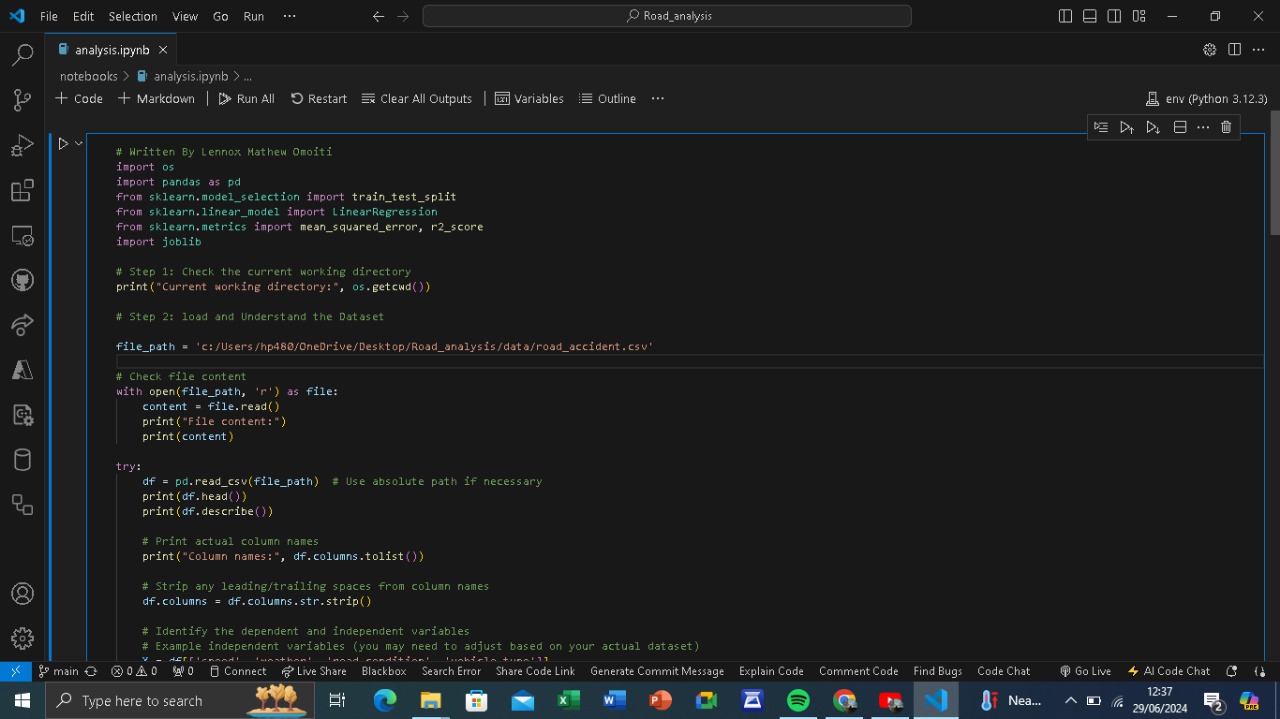 File Edit Selection View Go Run ··· Road_analysis
analysis.ipynb
notebooks > analysis.ipynb > ...
+ Code + Markdown Run All Restart Clear All Outputs Variables Outline ··· env (Python 3.12.3)
# Written By Lennox Mathew Omoiti
import os
import pandas as pd
from sklearn.model_selection import train_test_split
from sklearn.linear_model import LinearRegression
from sklearn.metrics import mean_squared_error, r2_score
import joblib
# Step 1: Check the current working directory
print("Current working directory:", os.getcwd())
# Step 2: load and Understand the Dataset
file_path = 'c:/Users/hp480/OneDrive/Desktop/Road_analysis/data/road_accident.csv'
# Check file content
with open(file_path, 'r') as file:
content = file.read()
print("File content:")
print(content)
try:
df = pd.read_csv(file_path) # Use absolute path if necessary
print(df.head())
print(df.describe())
# Print actual column names
print("Column names:", df.columns.tolist())
# Strip any leading/trailing spaces from column names
df.columns = df.columns.str.strip()
# Identify the dependent and independent variables
# Example independent variables (you may need to adjust based on your actual dataset)
X = df[['speed', 'weather', 'road_condition', 'vehicle_type']]
main 0 0 0 Connect Live Share Blackbox Search Error Share Code Link Generate Commit Message Explain Code Comment Code Find Bugs Code Chat Go Live AI Code Chat
Type here to search Nea... 12:37
29/06/2024 2